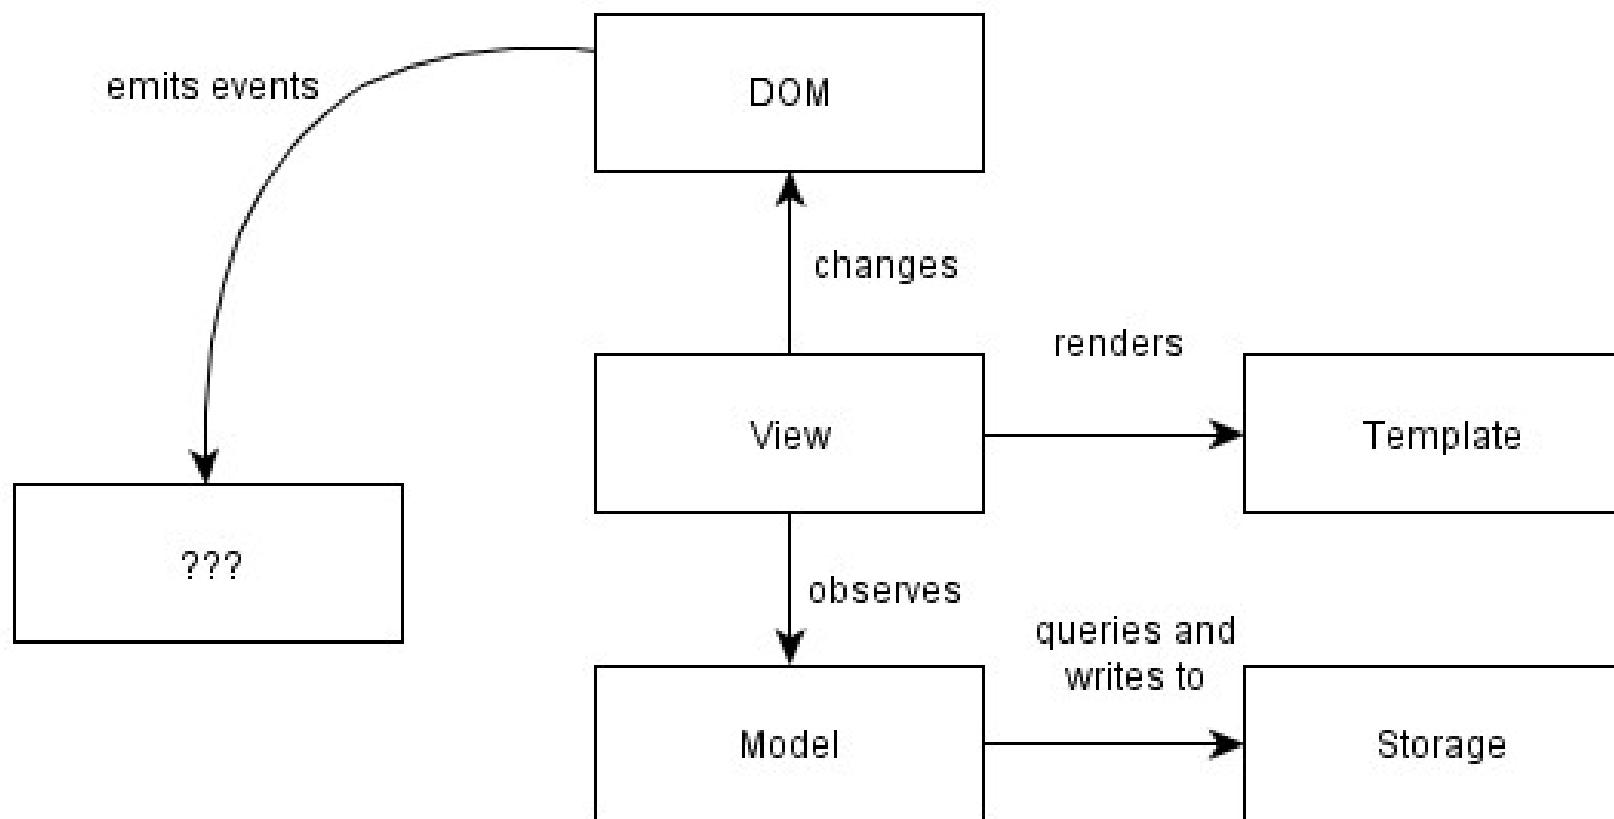 emits events
DOM
changes
renders
View
Template
???
observes
queries and
writes to
Model
Storage